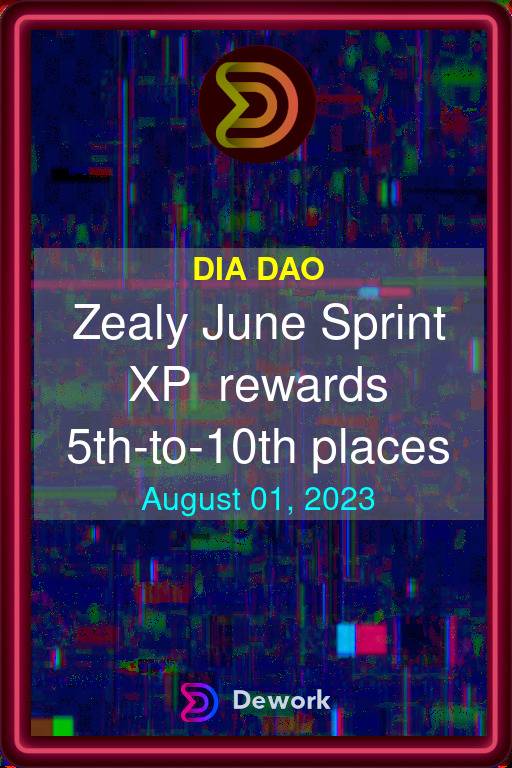 DIA DAO
Zealy June Sprint
XP  rewards
5th-to-10th places
August 01, 2023
Dework